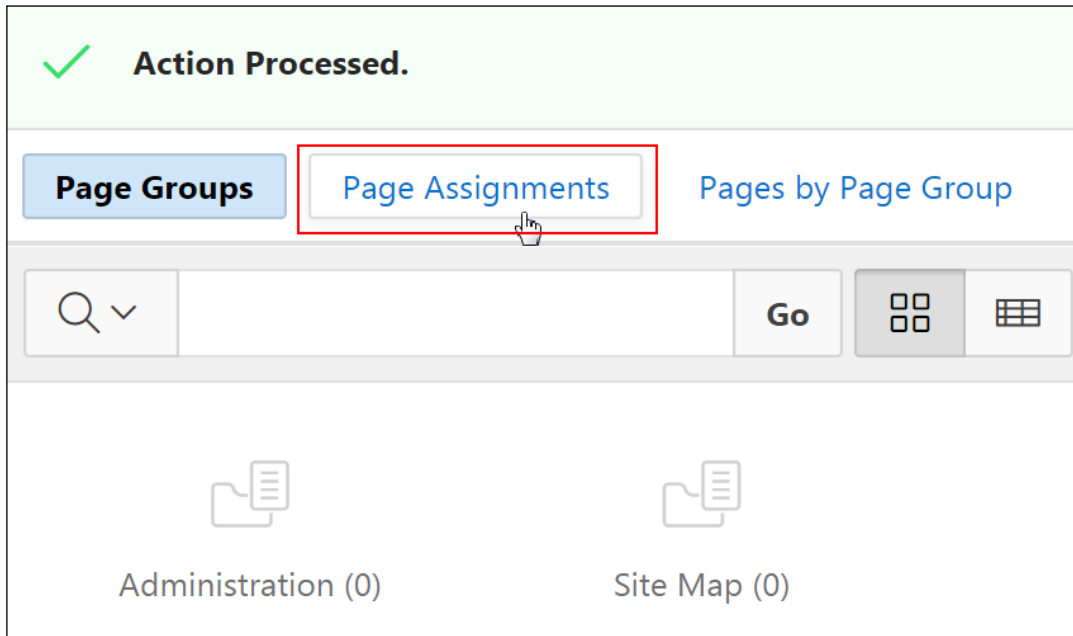 Action Processed.
Page Groups Page Assignments Pages by Page Group
Go
Administration (0) Site Map (0)